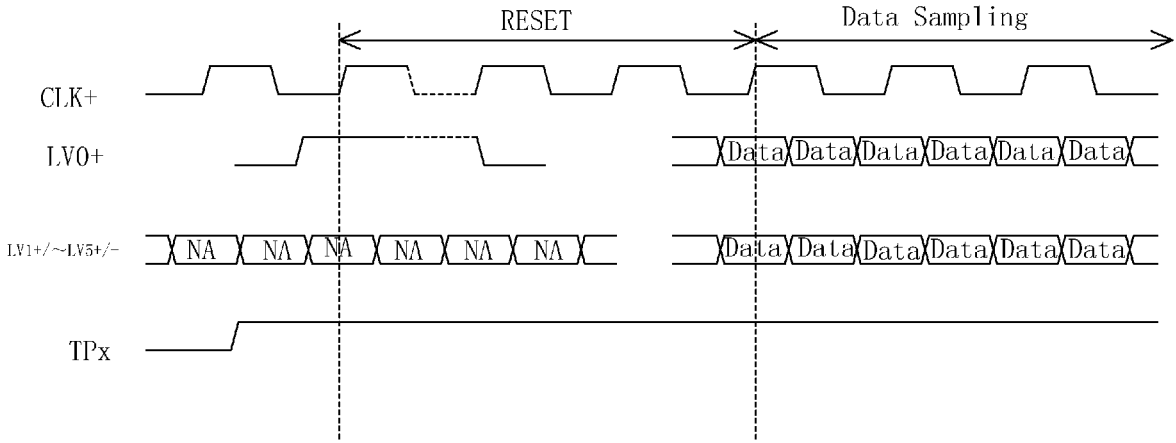 RESET
Data Sampling
CLK+
LV0+
Data Data Data Data Data Data
LV1+/~LV5+/-
NA NA NA NA NA NA
Data Data Data Data Data Data
TPx